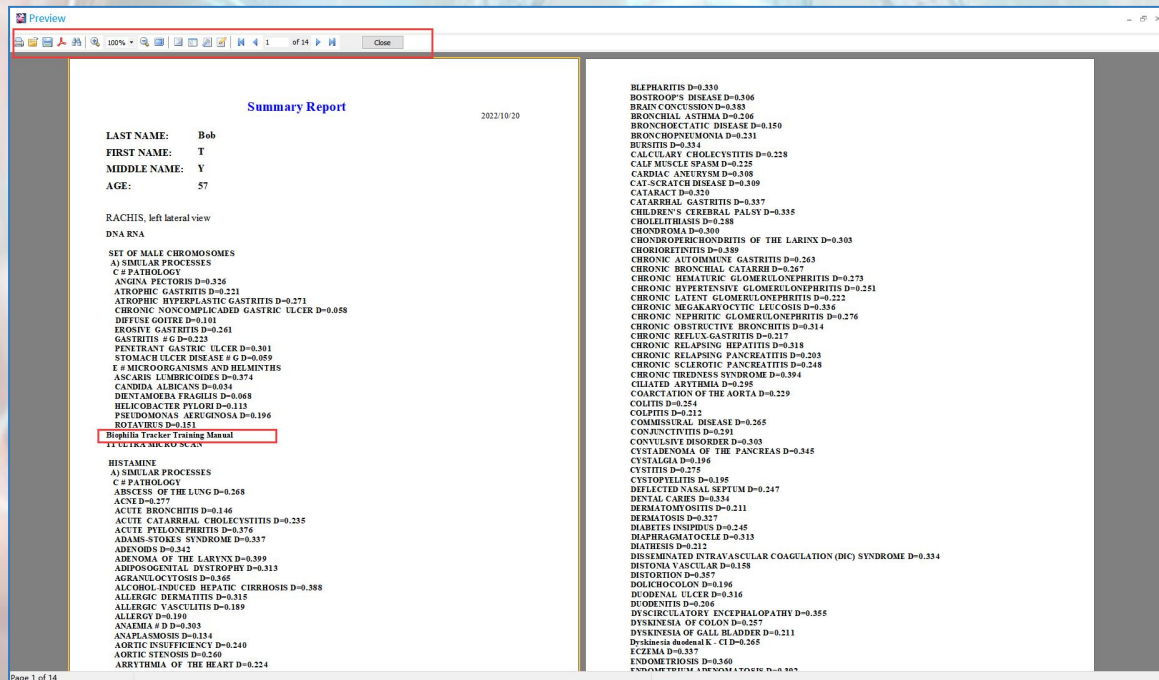 Preview
100%
1 of 14
Close
Summary Report
2022/10/20
LAST NAME: Bob
FIRST NAME: T
MIDDLE NAME: Y
AGE: 57
RACHIS, left lateral view
DNA RNA
SET OF MALE CHROMOSOMES
A) SIMULAR PROCESSES
C # PATHOLOGY
ANGINA PECTORIS D=0.326
ATROPHIC GASTRITIS D=0.221
ATROPHIC HYPERPLASTIC GASTRITIS D=0.271
CHRONIC NONCOMPLICADED GASTRIC ULCER D=0.058
DIFFUSE GOITRE D=0.101
EROSIVE GASTRITIS D=0.261
GASTRITIS # G D=0.223
PENETRANT GASTRIC ULCER D=0.301
STOMACH ULCER DISEASE # G D=0.059
E # MICROORGANISMS AND HELMINTHS
ASCARIS LUMBRICOIDES D=0.374
CANDIDA ALBICANS D=0.034
DIENTAMOEBA FRAGILIS D=0.068
HELICOBACTER PYLORI D=0.113
PSEUDOMONAS AERUGINOSA D=0.196
ROTAVIRUS D=0.151
Biophilia Tracker Training Manual
11 ULTRA MICRO SCAN
HISTAMINE
A) SIMULAR PROCESSES
C # PATHOLOGY
ABSCESS OF THE LUNG D=0.268
ACNE D=0.277
ACUTE BRONCHITIS D=0.146
ACUTE CATARRHAL CHOLECYSTITIS D=0.235
ACUTE PYELONEPHRITIS D=0.376
ADAMS-STOKES SYNDROME D=0.337
ADENOIDS D=0.342
ADENOMA OF THE LARYNX D=0.399
ADIPOSOGENITAL DYSTROPHY D=0.313
AGRANULOCYTOSIS D=0.365
ALCOHOL-INDUCED HEPATIC CIRRHOSIS D=0.388
ALLERGIC DERMATITIS D=0.315
ALLERGIC VASCULITIS D=0.189
ALLERGY D=0.190
ANAEMIA # D D=0.303
ANAPLASMOSIS D=0.134
AORTIC INSUFFICIENCY D=0.240
AORTIC STENOSIS D=0.260
ARRYTHMIA OF THE HEART D=0.224
BLEPHARITIS D=0.330
BOSTROOP'S DISEASE D=0.306
BRAIN CONCUSSION D=0.383
BRONCHIAL ASTHMA D=0.206
BRONCHOECTATIC DISEASE D=0.150
BRONCHOPNEUMONIA D=0.231
BURSITIS D=0.334
CALCULARY CHOLECYSTITIS D=0.228
CALF MUSCLE SPASM D=0.225
CARDIAC ANEURYSM D=0.308
CAT-SCRATCH DISEASE D=0.309
CATARACT D=0.320
CATARRHAL GASTRITIS D=0.337
CHILDREN'S CEREBRAL PALSY D=0.335
CHOLELITHIASIS D=0.288
CHONDROMA D=0.300
CHONDROPERICHONDRITIS OF THE LARINX D=0.303
CHORIORETINITIS D=0.389
CHRONIC AUTOIMMUNE GASTRITIS D=0.263
CHRONIC BRONCHIAL CATARRH D=0.267
CHRONIC HEMATURIC GLOMERULONEPHRITIS D=0.273
CHRONIC HYPERTENSIVE GLOMERULONEPHRITIS D=0.251
CHRONIC LATENT GLOMERULONEPHRITIS D=0.222
CHRONIC MEGAKARYOCYTIC LEUCOSIS D=0.336
CHRONIC NEPHRITIC GLOMERULONEPHRITIS D=0.276
CHRONIC OBSTRUCTIVE BRONCHITIS D=0.314
CHRONIC REFLUX-GASTRITIS D=0.217
CHRONIC RELAPSING HEPATITIS D=0.318
CHRONIC RELAPSING PANCREATITIS D=0.203
CHRONIC SCLEROTIC PANCREATITIS D=0.248
CHRONIC TIREDNESS SYNDROME D=0.394
CILIATED ARYTHMIA D=0.295
COARCTATION OF THE AORTA D=0.229
COLITIS D=0.254
COLPITIS D=0.212
COMMISSURAL DISEASE D=0.265
CONJUNCTIVITIS D=0.291
CONVULSIVE DISORDER D=0.303
CYSTADENOMA OF THE PANCREAS D=0.345
CYSTALGIA D=0.196
CYSTITIS D=0.275
CYSTOPYELITIS D=0.195
DEFLECTED NASAL SEPTUM D=0.247
DENTAL CARIES D=0.334
DERMATOMYOSITIS D=0.211
DERMATOSIS D=0.327
DIABETES INSIPIDUS D=0.245
DIAPHRAGMATOCELE D=0.313
DIATHESIS D=0.212
DISSEMINATED INTRAVASCULAR COAGULATION (DIC) SYNDROME D=0.334
DISTONIA VASCULAR D=0.158
DISTORTION D=0.357
DOLICHOCOLON D=0.196
DUODENAL ULCER D=0.316
DUODENITIS D=0.206
DYSCIRCULATORY ENCEPHALOPATHY D=0.355
DYSKINESIA OF COLON D=0.257
DYSKINESIA OF GALL BLADDER D=0.211
Dyskinesia duodenal K - CI D=0.265
ECZEMA D=0.337
ENDOMETRIOSIS D=0.360
ENDOMETRIUM ADENOMATOSIS D=0.392
Page 1 of 14